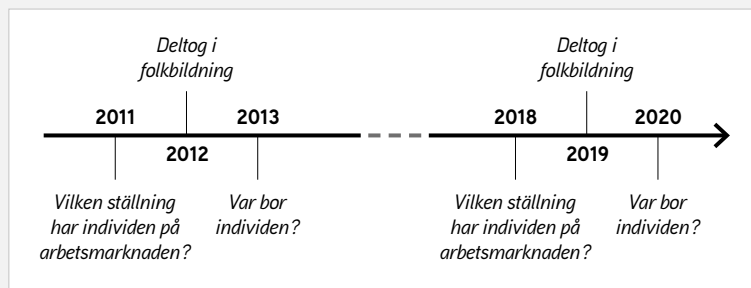 Deltog i
folkbildning
Deltog i
folkbildning
2011
2013
2018
2020
2012
2019
Vilken ställning
har individen på
arbetsmarknaden?
Var bor
individen?
Vilken ställning
har individen på
arbetsmarknaden?
Var bor
individen?